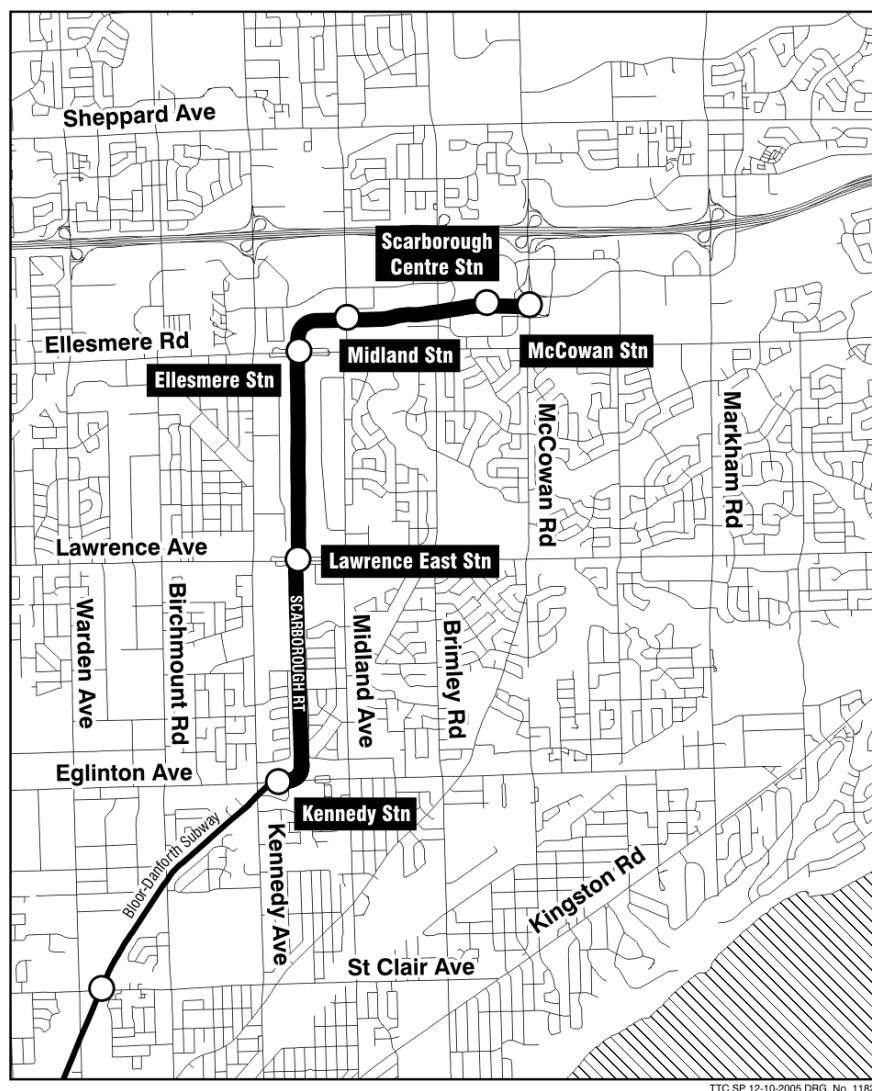 Sheppard Ave
Scarborough
Centre Stn
Ellesmere Rd
Midland Stn
McCowan Stn
Ellesmere Stn
McCowan Rd
Markham Rd
Lawrence Ave
Lawrence East Stn
Warden Ave
Birchmount Rd
SCARBOROUGH RT
Midland Ave
Brimley Rd
Eglinton Ave
Kennedy Stn
Bloor-Danforth Subway
Kennedy Ave
Kingston Rd
St Clair Ave
TTC SP 12-10-2005 DRG. No. 1182